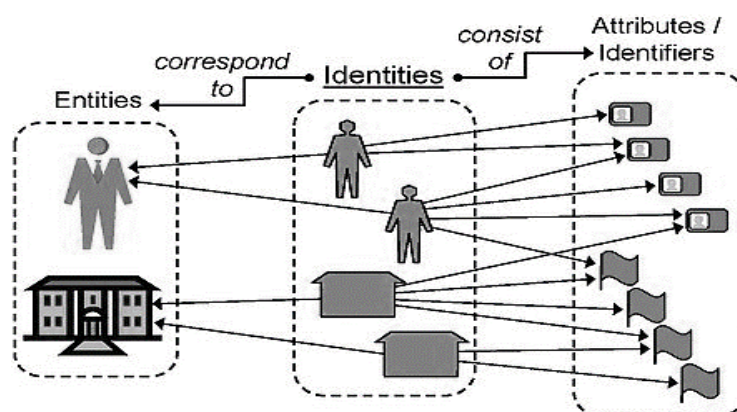 Entities
correspond
to
Identities
consist
of
Attributes /
Identifiers